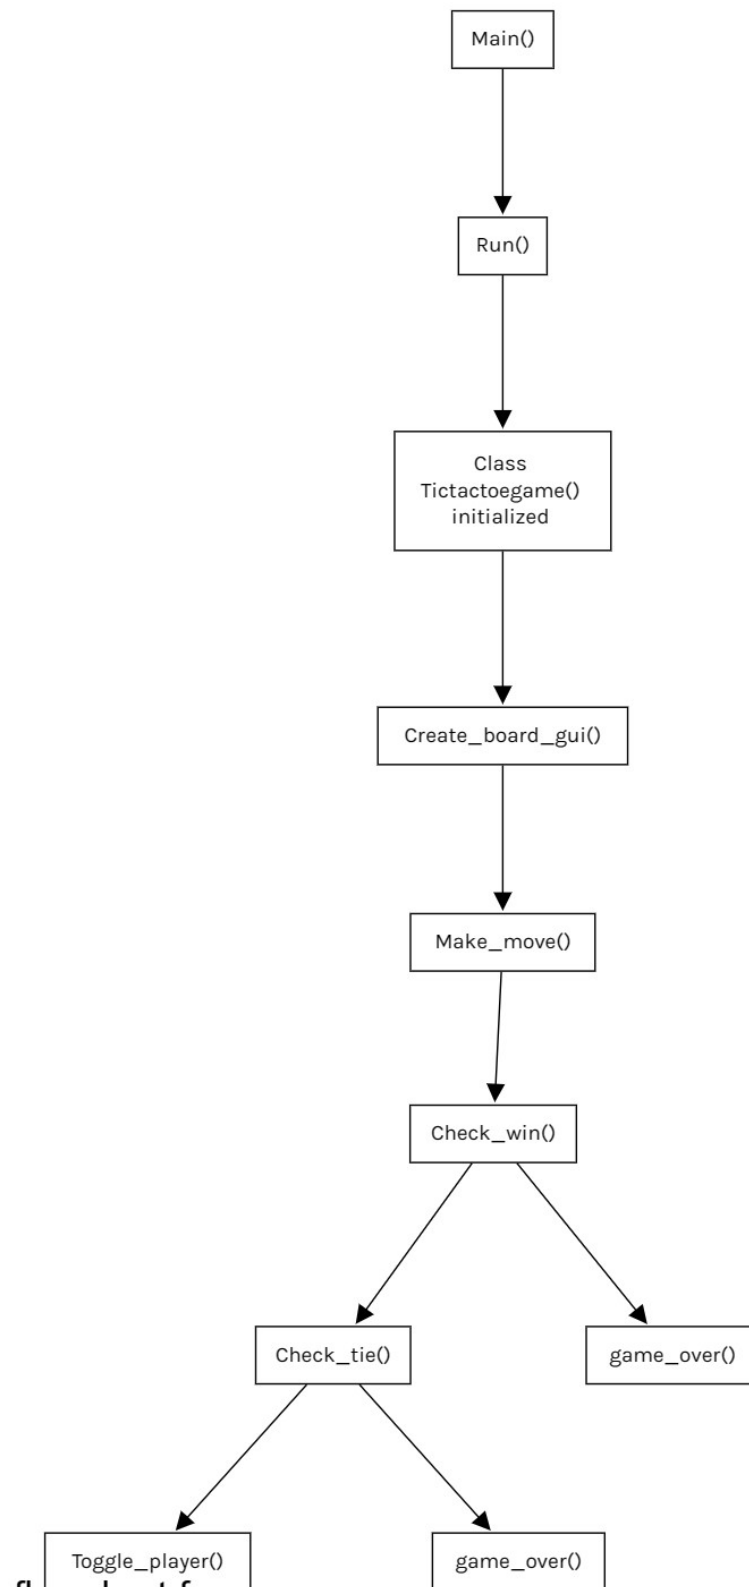 Main()
Run()
Class
Tictactoegame()
initialized
Create_board_gui()
Make_move()
Check_win()
Check_tie()
game_over()
Toggle_player()
game_over()